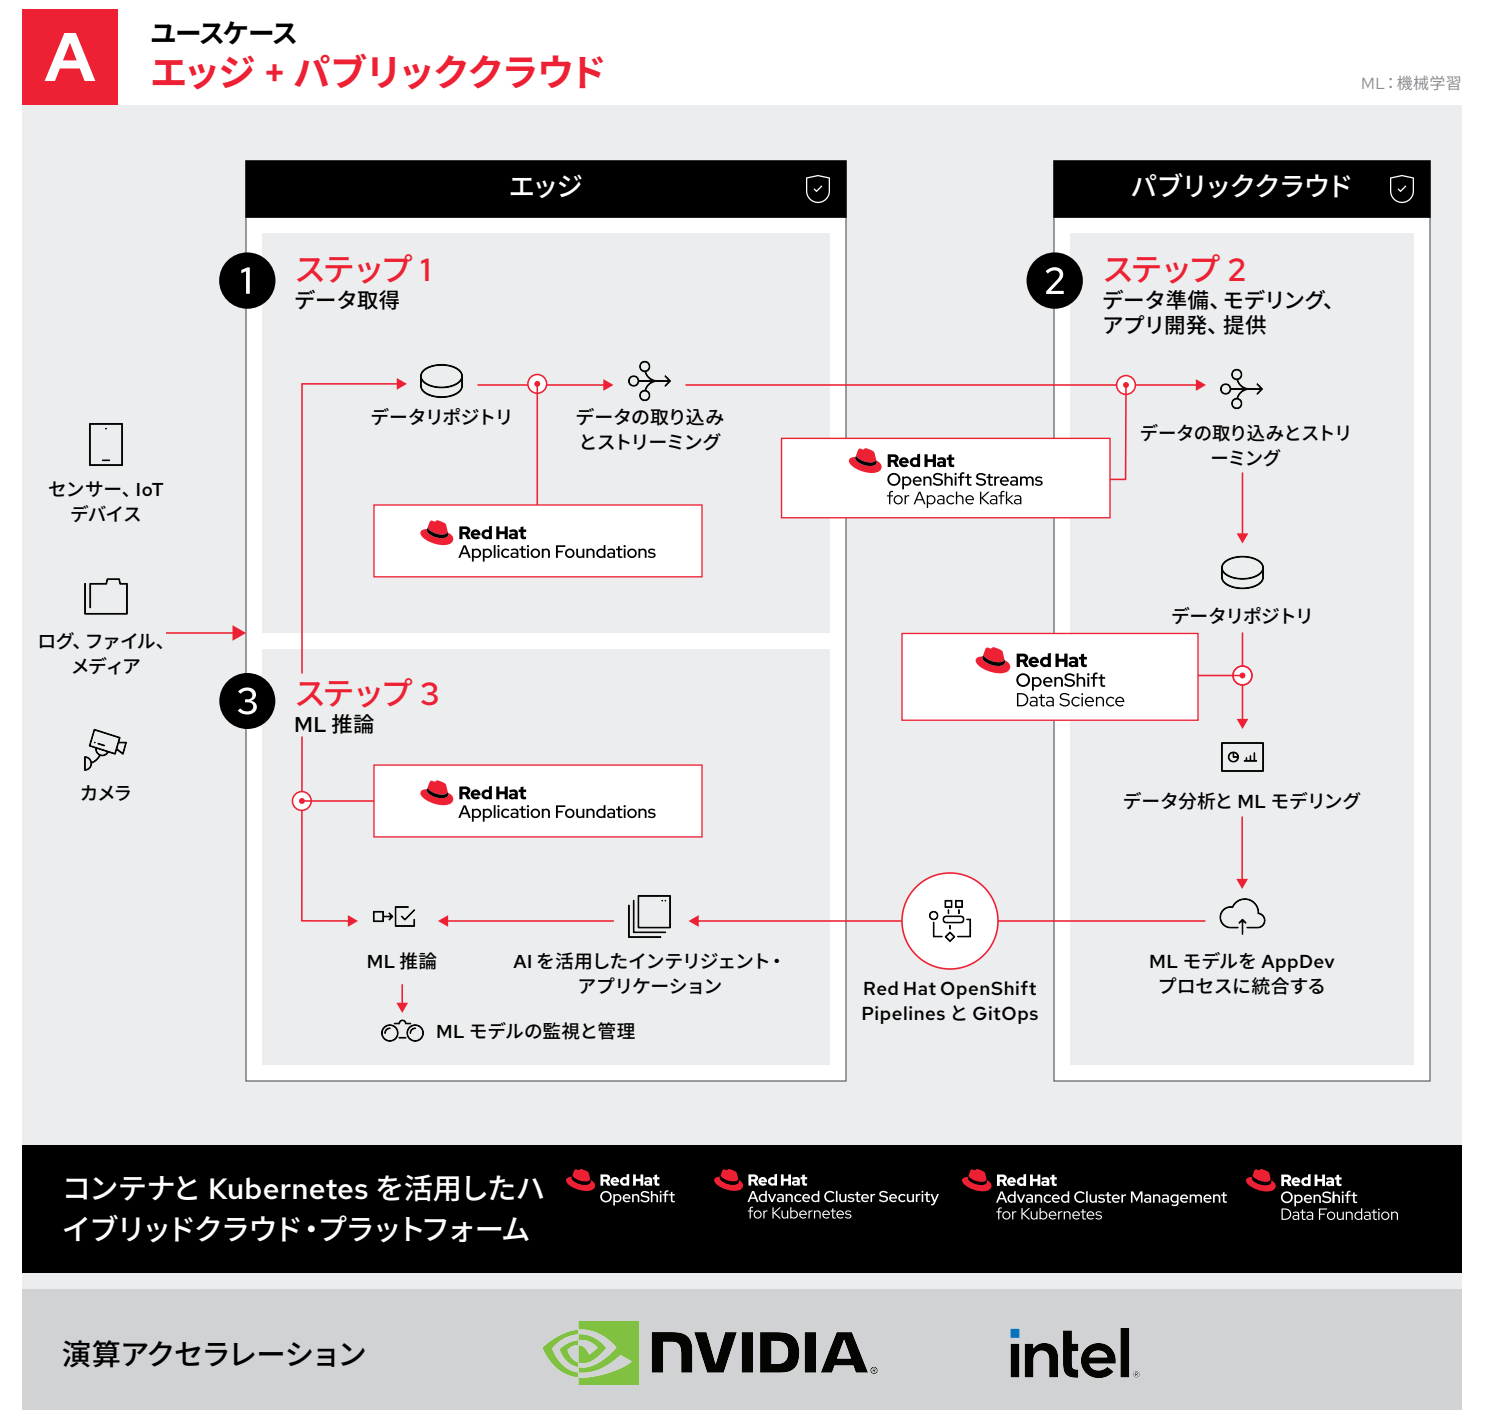 A
ユースケース
エッジ + パブリッククラウド
ML：機械学習
エッジ
パブリッククラウド
1
ステップ 1
データ取得
2
ステップ 2
データ準備、モデリング、
アプリ開発、提供
データリポジトリ
データの取り込み
とストリーミング
データの取り込みとストリ
ーミング
センサー、IoT
デバイス
Red Hat
OpenShift Streams
for Apache Kafka
Red Hat
Application Foundations
データリポジトリ
ログ、ファイル、
メディア
Red Hat
OpenShift
Data Science
3
ステップ 3
ML 推論
カメラ
Red Hat
Application Foundations
データ分析と ML モデリング
ML 推論
AI を活用したインテリジェント・
アプリケーション
Red Hat OpenShift
Pipelines と GitOps
ML モデルを AppDev
プロセスに統合する
ML モデルの監視と管理
コンテナと Kubernetes を活用したハ
イブリッドクラウド・プラットフォーム
Red Hat
OpenShift
Red Hat
Advanced Cluster Security
for Kubernetes
Red Hat
Advanced Cluster Management
for Kubernetes
Red Hat
OpenShift
Data Foundation
演算アクセラレーション
NVIDIA®
intel®